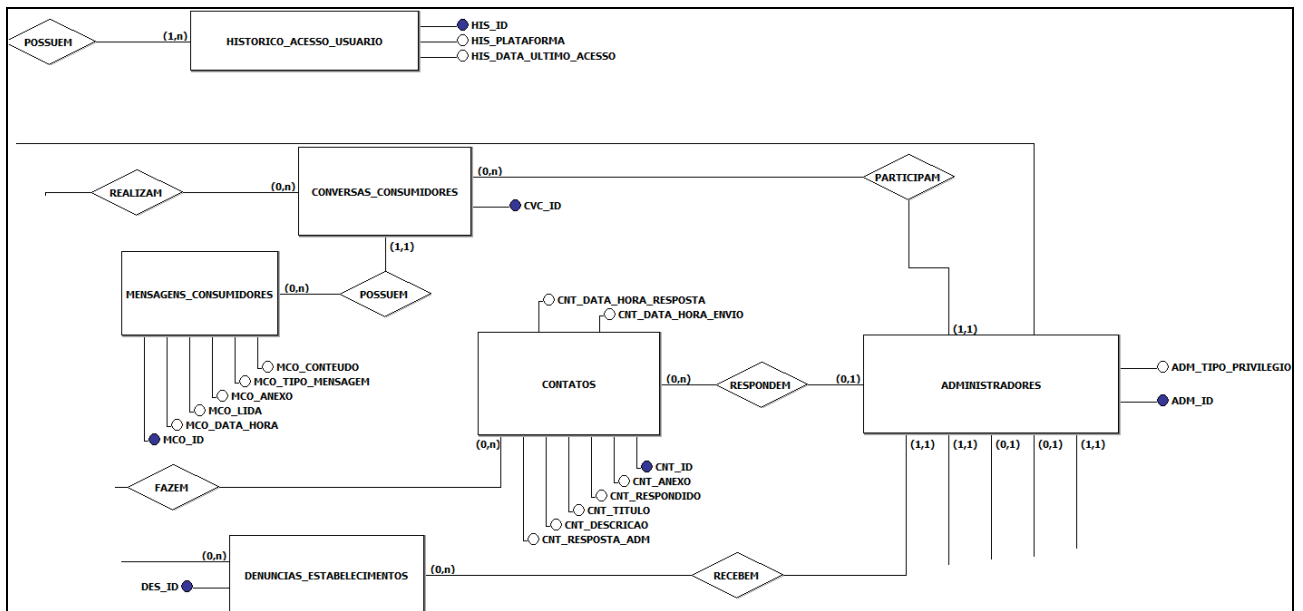 POSSUEM
(1,n)
HISTORICO_ACESSO_USUARIO
HIS_ID
HIS_PLATAFORMA
HIS_DATA_ULTIMO_ACESSO
REALIZAM
(0,n)
CONVERSAS_CONSUMIDORES
(0,n)
PARTICIPAM
CVC_ID
(1,1)
MENSAGENS_CONSUMIDORES
(0,n)
POSSUEM
MCO_CONTEUDO
MCO_TIPO_MENSAGEM
MCO_ANEXO
MCO_LIDA
MCO_DATA_HORA
MCO_ID
CNT_DATA_HORA_RESPOSTA
CNT_DATA_HORA_ENVIO
CONTATOS
(0,n)
RESPONDEM
(0,1)
(1,1)
ADMINISTRADORES
ADM_TIPO_PRIVILEGIO
ADM_ID
(1,1)
(1,1)
(0,1)
(0,1)
(1,1)
(0,n)
FAZEM
CNT_ID
CNT_ANEXO
CNT_RESPONDIDO
CNT_TITULO
CNT_DESCRICAO
CNT_RESPOSTA_ADM
(0,n)
DES_ID
DENUNCIAS_ESTABELECIMENTOS
(0,n)
RECEBEM